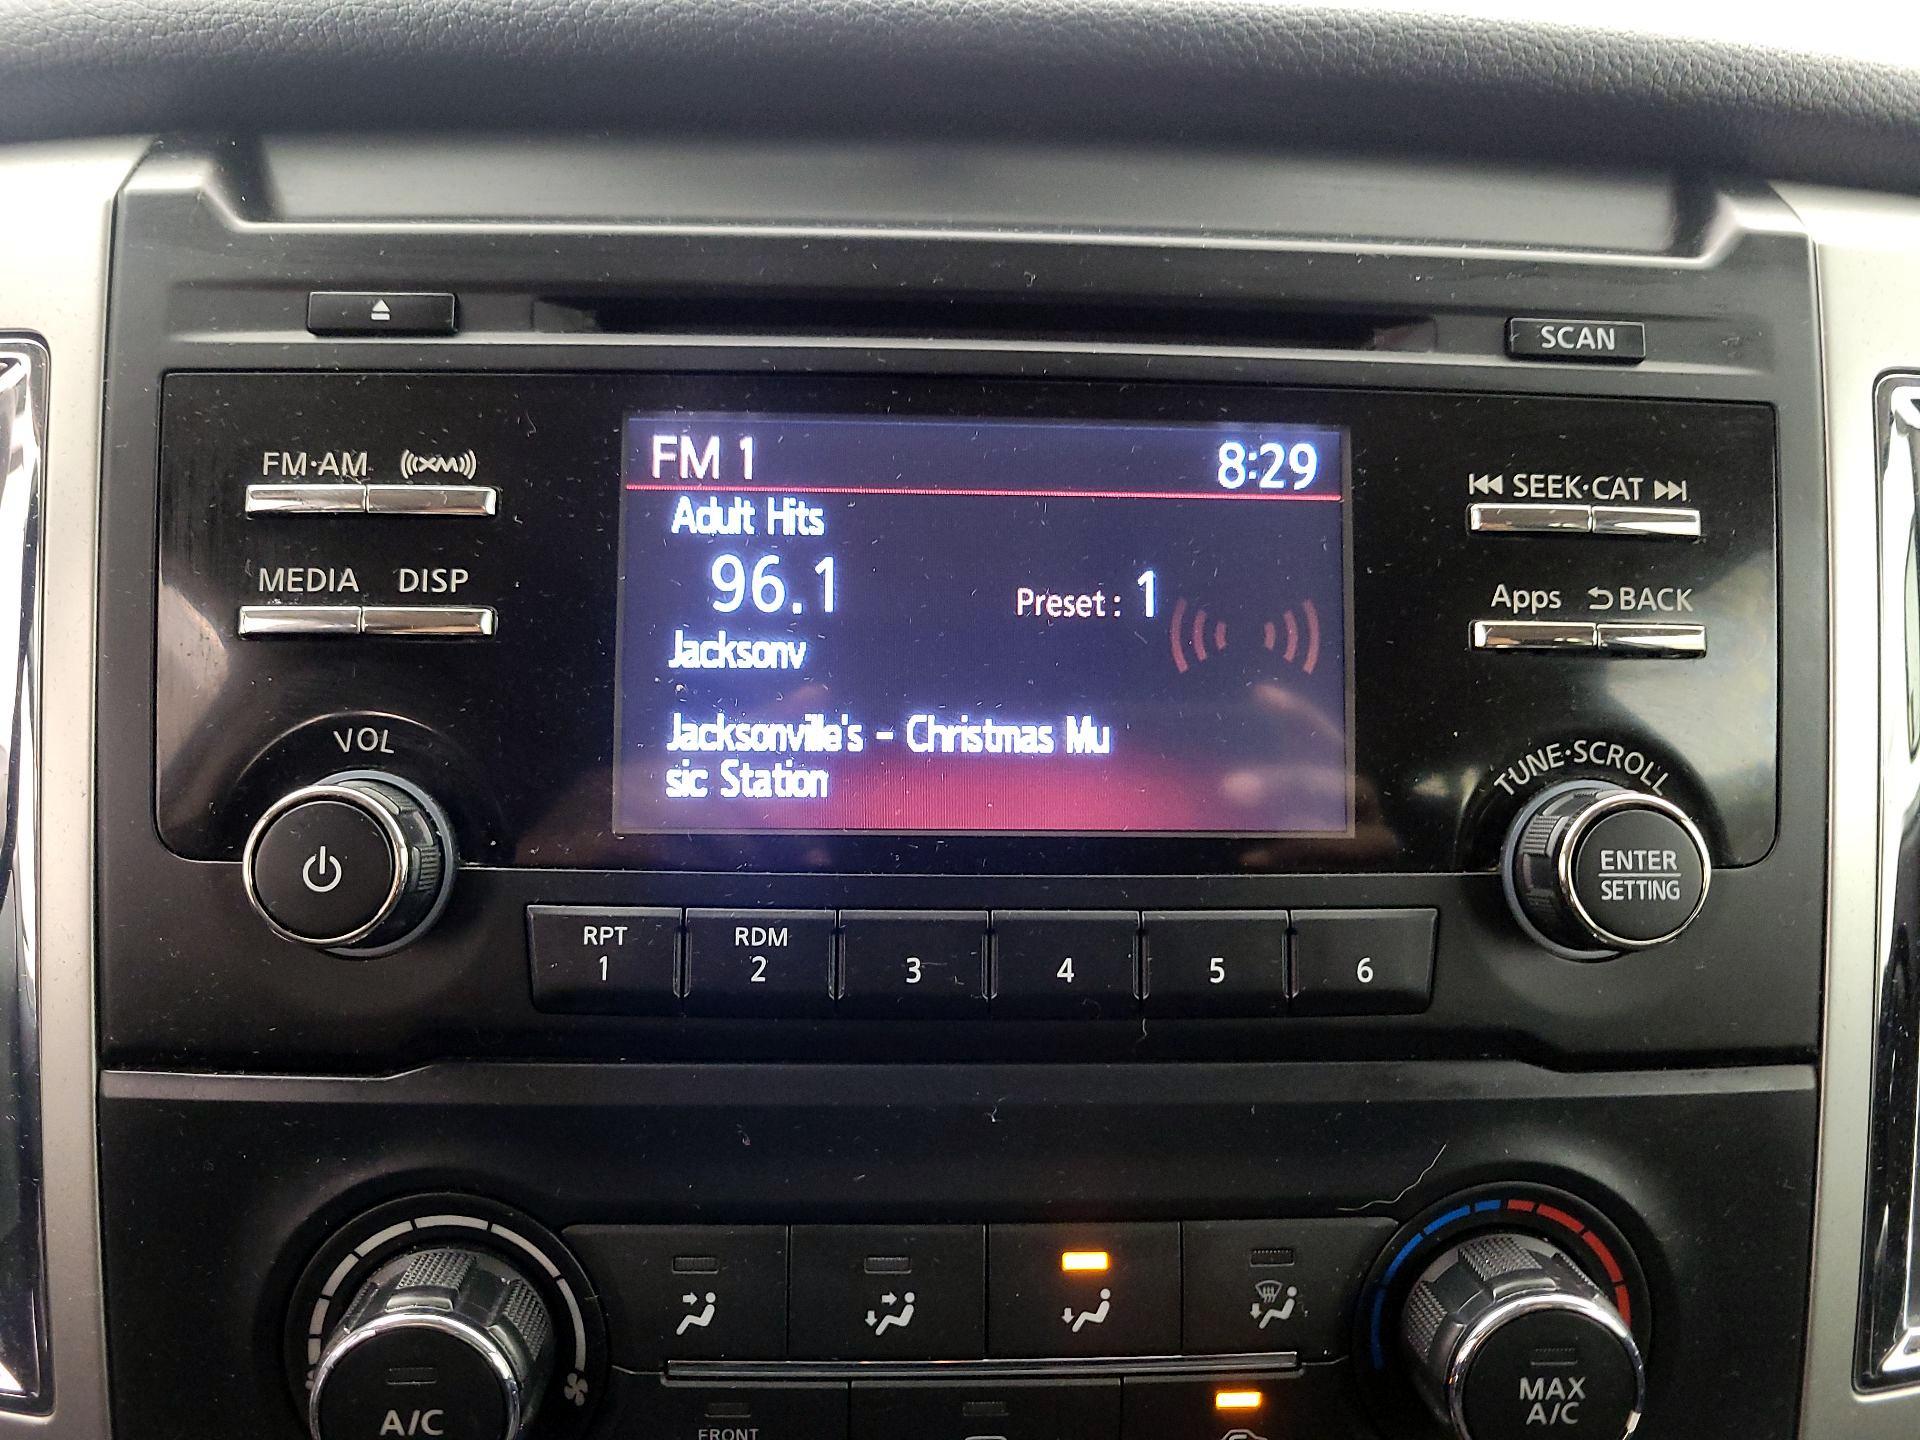 SCAN
FM·AM XM
FM 1 8:29
SEEK·CAT
Adult Hits
96.1
Preset : 1
MEDIA DISP
Apps BACK
Jacksonv
Jacksonville's - Christmas Mu
sic Station
VOL
TUNE·SCROLL
ENTER
SETTING
RPT RDM
1 2 3 4 5 6
A/C
MAX
A/C
FRONT